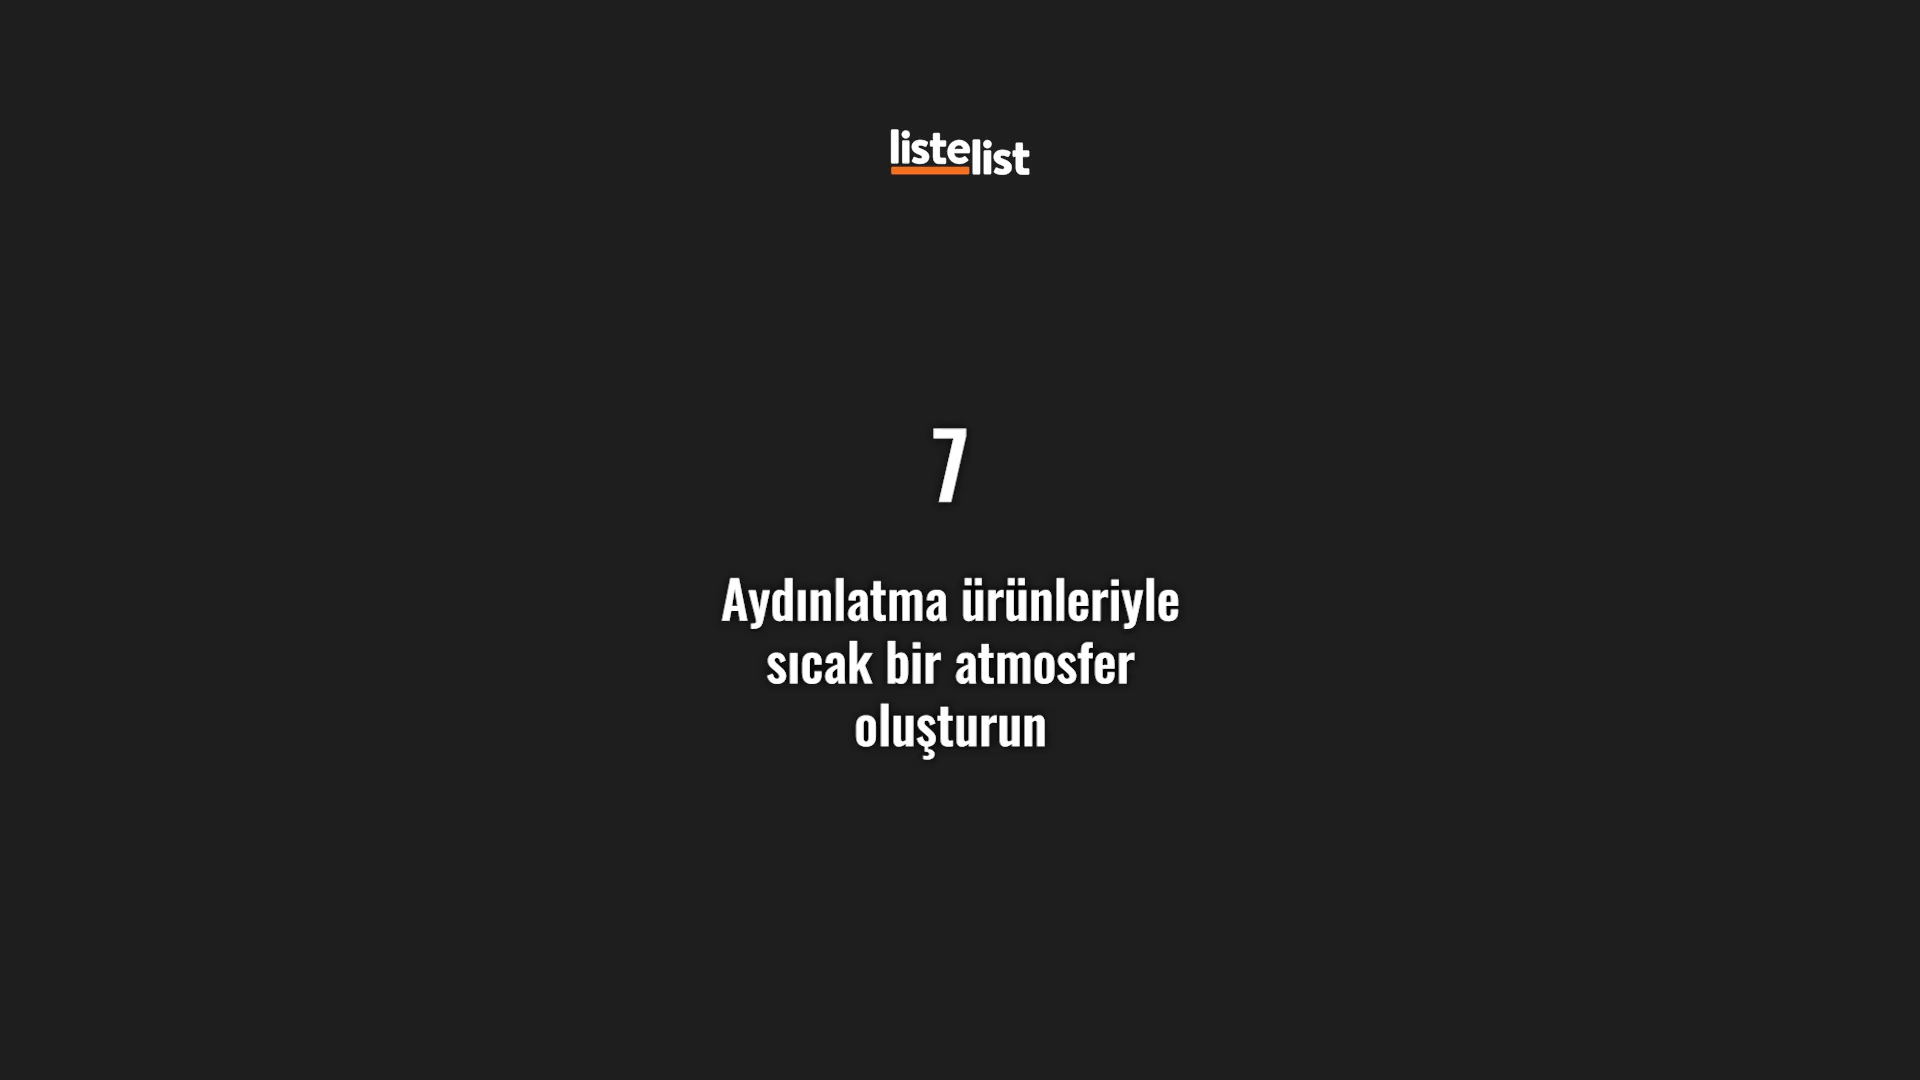 listelist
7
Aydınlatma ürünleriyle
sıcak bir atmosfer
oluşturun